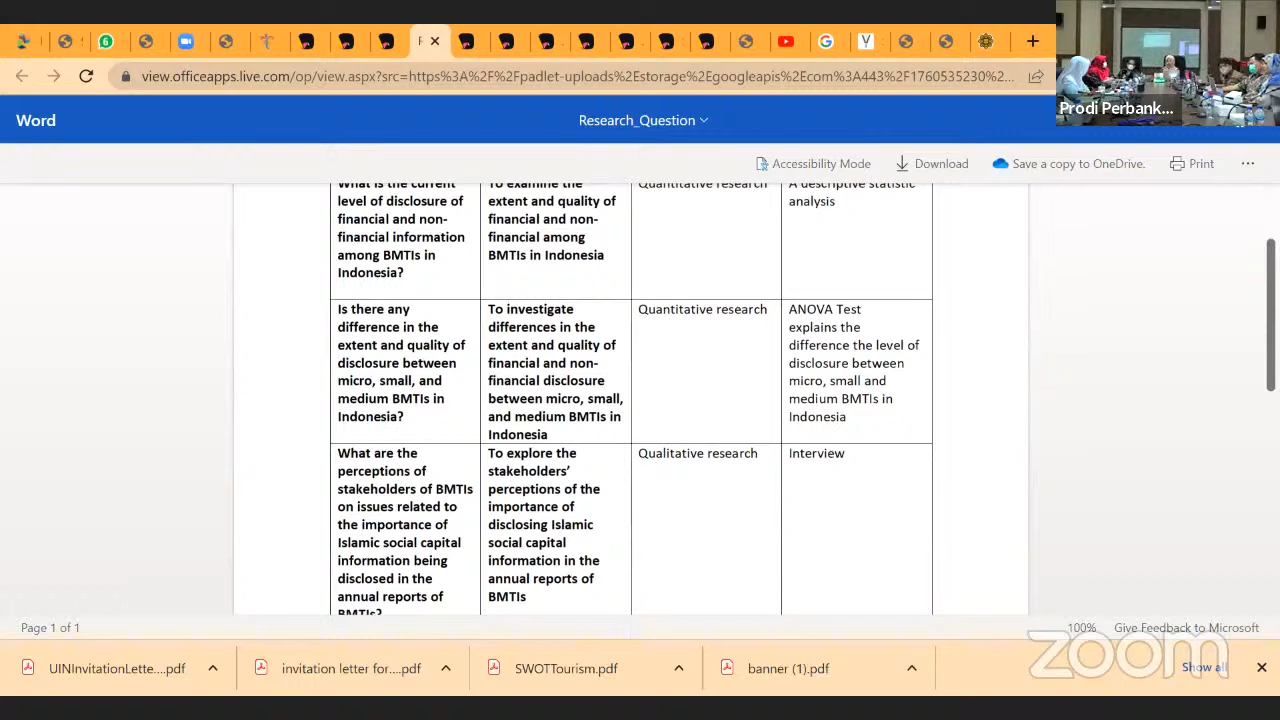 6
P
Y
view.officeapps.live.com/op/view.aspx?src=https%3A%2F%2Fpadlet-uploads%2Estorage%2Egoogleapis%2Ecom%3A443%2F1760535230%2...
Prodi Perbank...
Word
Research_Question
Accessibility Mode
Download
Save a copy to OneDrive.
Print
What is the current
level of disclosure of
financial and non-
financial information
among BMTIs in
Indonesia?
To examine the
extent and quality of
financial and non-
financial among
BMTIs in Indonesia
Quantitative research
A descriptive statistic
analysis
Is there any
difference in the
extent and quality of
disclosure between
micro, small, and
medium BMTIs in
Indonesia?
To investigate
differences in the
extent and quality of
financial and non-
financial disclosure
between micro, small,
and medium BMTIs in
Indonesia
Quantitative research
ANOVA Test
explains the
difference the level of
disclosure between
micro, small and
medium BMTIs in
Indonesia
What are the
perceptions of
stakeholders of BMTIs
on issues related to
the importance of
Islamic social capital
information being
disclosed in the
annual reports of
BMTIs?
To explore the
stakeholders'
perceptions of the
importance of
disclosing Islamic
social capital
information in the
annual reports of
BMTIs
Qualitative research
Interview
Page 1 of 1
100%
Give Feedback to Microsoft
zoom
UINInvitationLette....pdf
invitation letter for....pdf
SWOTTourism.pdf
banner (1).pdf
Show all